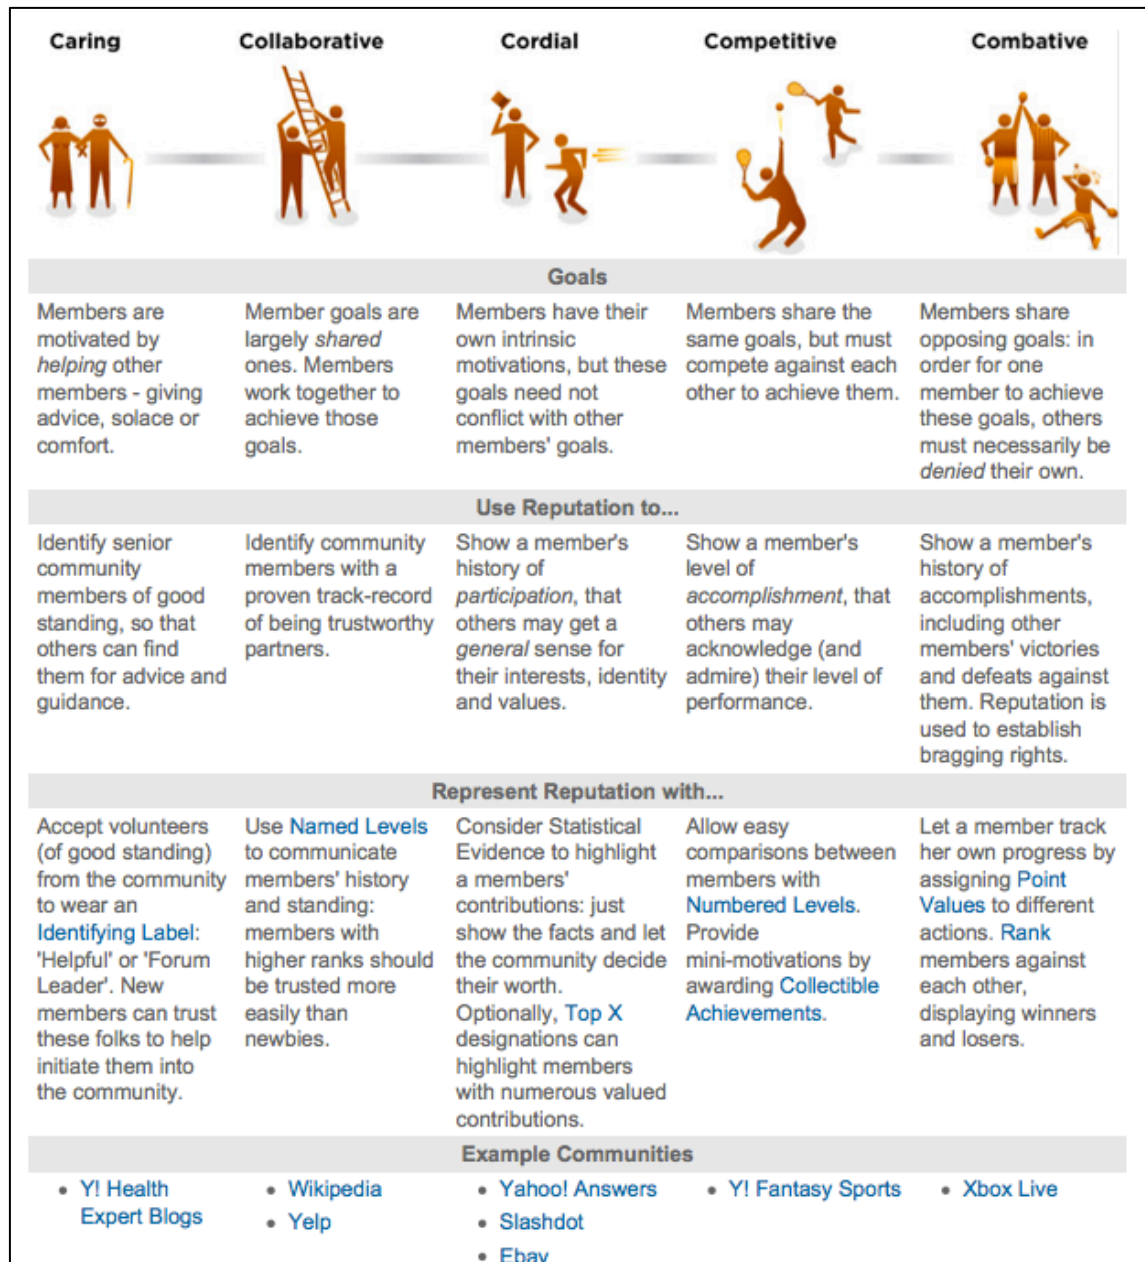 Caring
Collaborative
Cordial
Competitive
Combative
Goals
Members are
motivated by
helping other
members - giving
advice, solace or
comfort.
Member goals are
largely shared
ones. Members
work together to
achieve those
goals.
Members have their
own intrinsic
motivations, but these
goals need not
conflict with other
members' goals.
Members share the
same goals, but must
compete against each
other to achieve them.
Members share
opposing goals: in
order for one
member to achieve
these goals, others
must necessarily be
denied their own.
Use Reputation to...
Identify senior
community
members of good
standing, so that
others can find
them for advice and
guidance.
Identify community
members with a
proven track-record
of being trustworthy
partners.
Show a member's
history of
participation, that
others may get a
general sense for
their interests, identity
and values.
Show a member's
level of
accomplishment, that
others may
acknowledge (and
admire) their level of
performance.
Show a member's
history of
accomplishments,
including other
members' victories
and defeats against
them. Reputation is
used to establish
bragging rights.
Represent Reputation with...
Accept volunteers
(of good standing)
from the community
to wear an
Identifying Label:
'Helpful' or 'Forum
Leader'. New
members can trust
these folks to help
initiate them into
the community.
Use Named Levels
to communicate
members' history
and standing:
members with
higher ranks should
be trusted more
easily than
newbies.
Consider Statistical
Evidence to highlight
a members'
contributions: just
show the facts and let
the community decide
their worth.
Optionally, Top X
designations can
highlight members
with numerous valued
contributions.
Allow easy
comparisons between
members with
Numbered Levels.
Provide
mini-motivations by
awarding Collectible
Achievements.
Let a member track
her own progress by
assigning Point
Values to different
actions. Rank
members against
each other,
displaying winners
and losers.
Example Communities
• Y! Health
Expert Blogs
• Wikipedia
• Yelp
• Yahoo! Answers
• Slashdot
• Ebay
• Y! Fantasy Sports
• Xbox Live